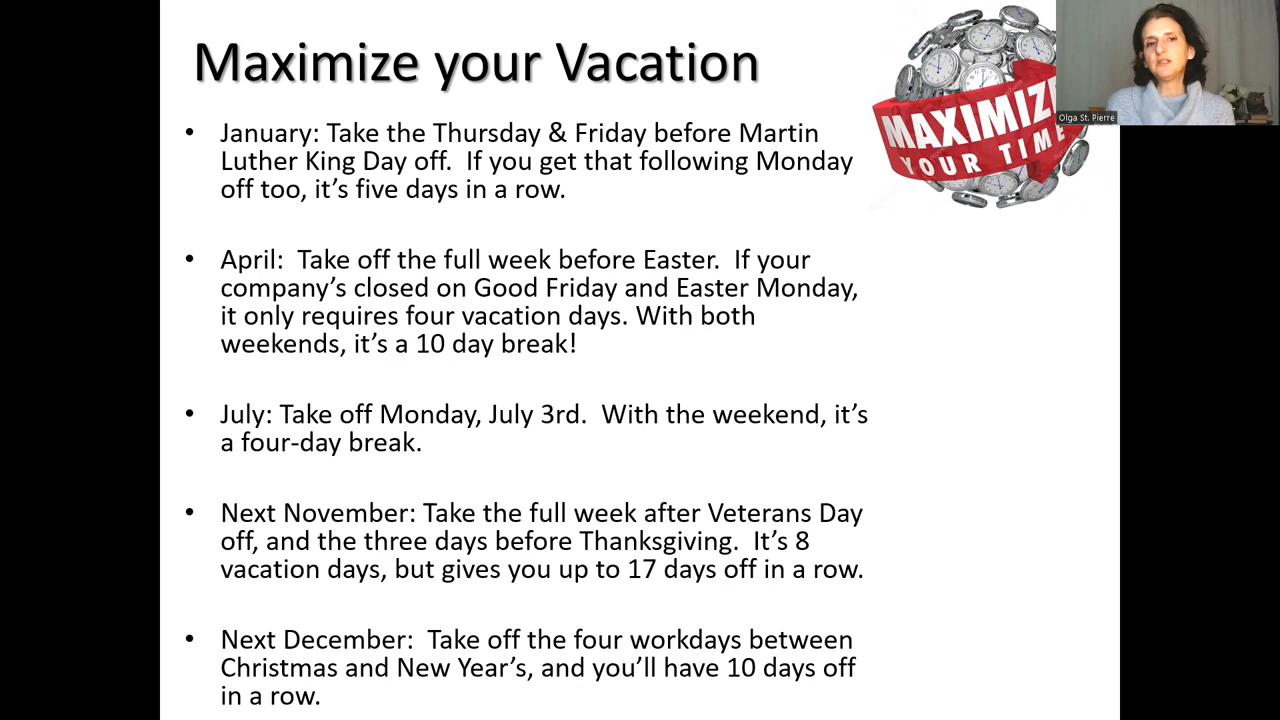 Maximize your Vacation
MAXIMIZE
YOUR TIME
Olga St. Pierre
• January: Take the Thursday & Friday before Martin
Luther King Day off.  If you get that following Monday
off too, it’s five days in a row.
• April:  Take off the full week before Easter.  If your
company’s closed on Good Friday and Easter Monday,
it only requires four vacation days. With both
weekends, it’s a 10 day break!
• July: Take off Monday, July 3rd.  With the weekend, it’s
a four-day break.
• Next November: Take the full week after Veterans Day
off, and the three days before Thanksgiving.  It’s 8
vacation days, but gives you up to 17 days off in a row.
• Next December:  Take off the four workdays between
Christmas and New Year’s, and you’ll have 10 days off
in a row.